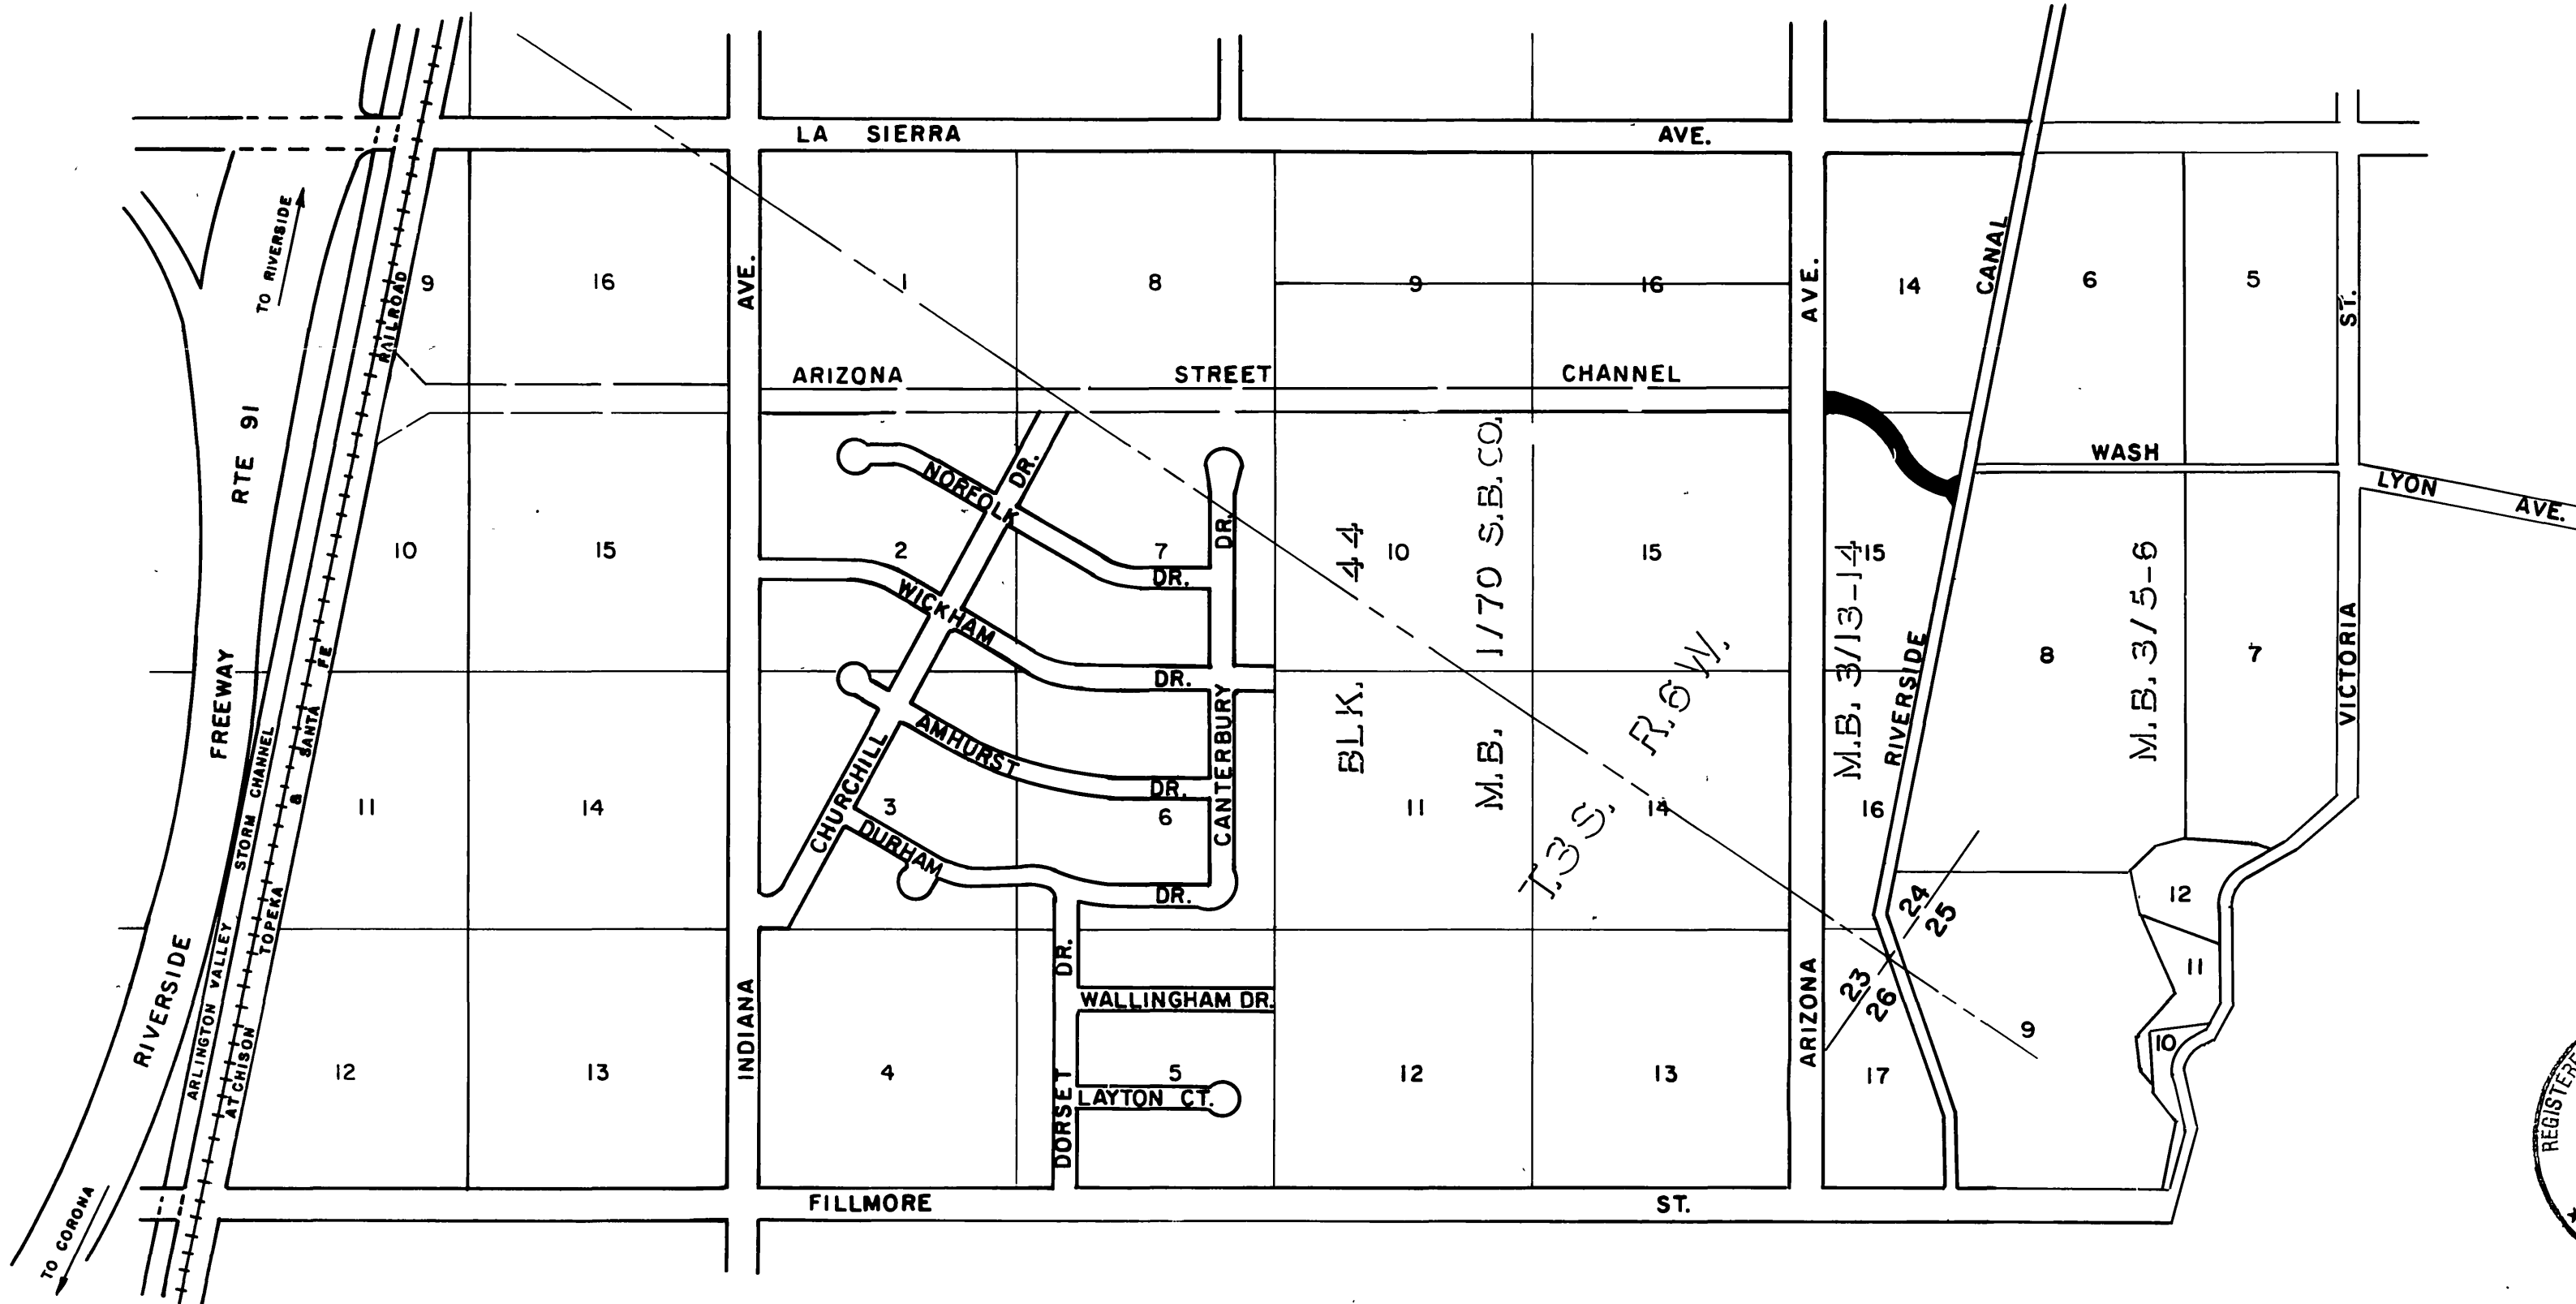 LA SIERRA AVE.
TO RIVERSIDE
9
16
AVE.
1
8
9
16
AVE.
14
CANAL
6
5
ST.
RAILROAD
ARIZONA STREET CHANNEL
RTE 91
WASH
LYON AVE.
NORFOLK DR.
DR.
DR.
10
15
2
7
10
15
15
BLK. 44
M.B. 1/70 S.B. CO.
M.B. 3/13-14
M.B. 3/5-6
WICKHAM DR.
8
7
FREEWAY
SANTA FE
CANTERBURY
R. 6 W.
RIVERSIDE
VICTORIA
AMHURST DR.
STORM CHANNEL
a
11
14
CHURCHILL
3
6
11
14
16
T. 3 S.
DURHAM DR.
12
24
25
RIVERSIDE
ARLINGTON VALLEY
TOPEKA
DR.
11
INDIANA
WALLINGHAM DR.
ARIZONA
23
26
9
10
ATCHISON
12
13
4
5
12
13
17
DORSET
LAYTON CT.
REGISTERE
FILLMORE ST.
TO CORONA